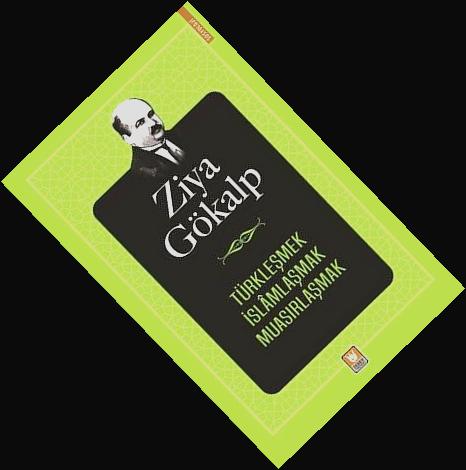 Ziya
Gökalp
TÜRKLEŞMEK
İSLÂMLAŞMAK
MUASIRLAŞMAK